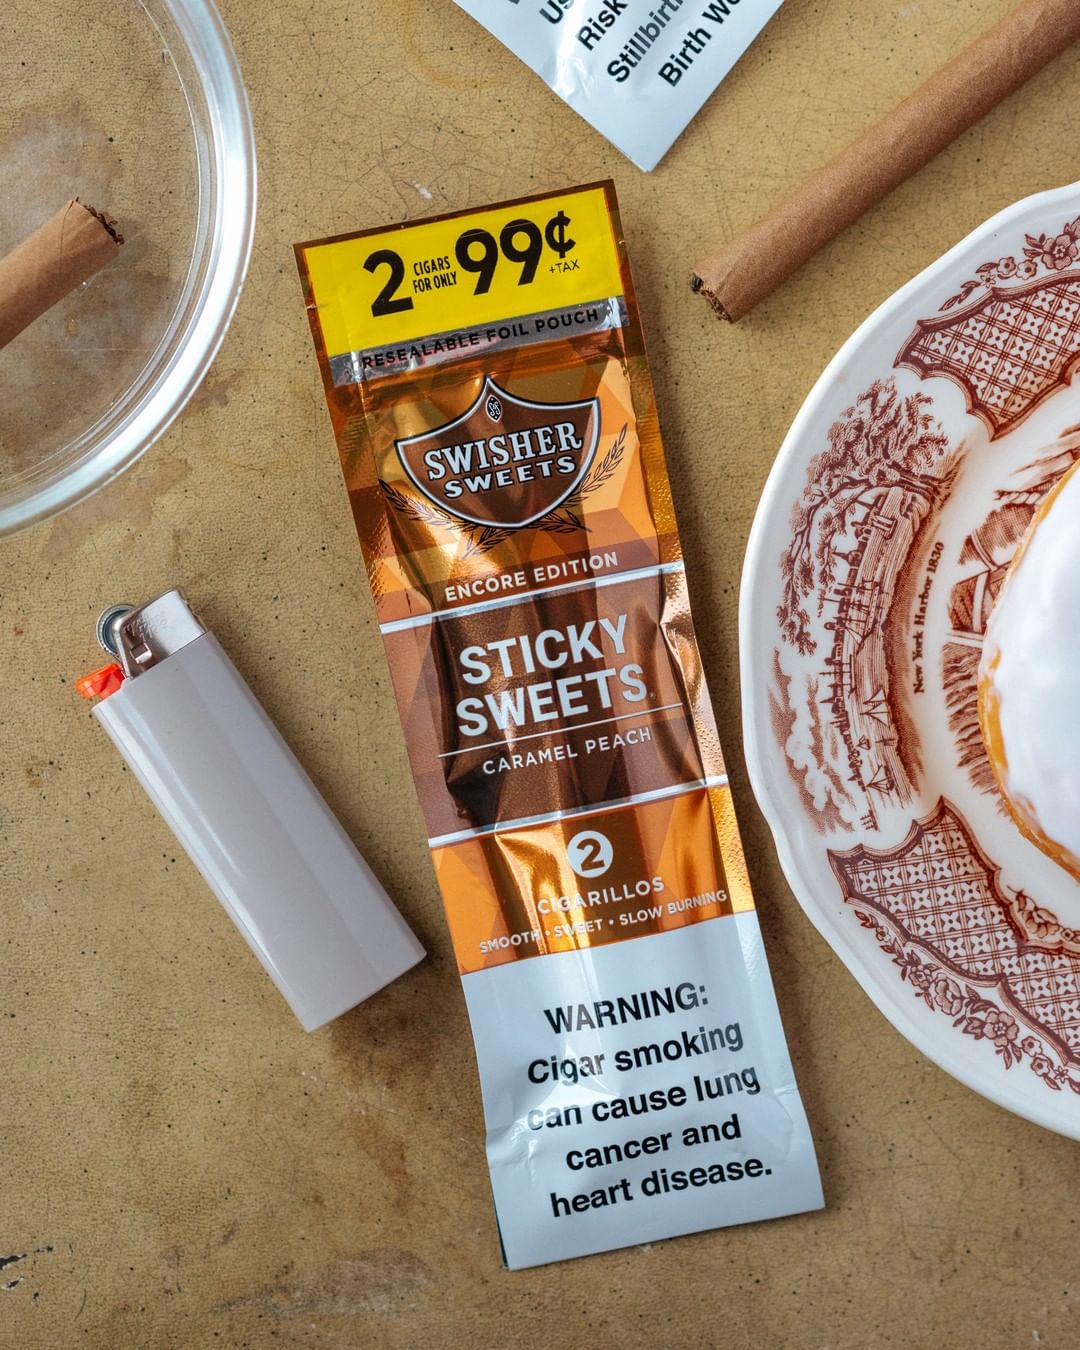 Risk
Stillbirth
Birth
2 CIGARS FOR ONLY 99¢ +TAX
RESEALABLE FOIL POUCH
SWISHER
SWEETS
ENCORE EDITION
STICKY
SWEETS
CARAMEL PEACH
2
CIGARILLOS
SMOOTH • SWEET • SLOW BURNING
WARNING:
Cigar smoking
can cause lung
cancer and
heart disease.
New York Harbor 1830